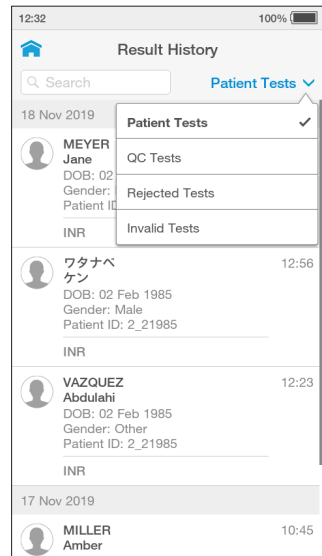 12:32 100%
Result History
Search Patient Tests
18 Nov 2019
Patient Tests
QC Tests
Rejected Tests
Invalid Tests
MEYER
Jane
DOB: 02
Gender:
Patient ID
INR
ワタナベ 12:56
ケン
DOB: 02 Feb 1985
Gender: Male
Patient ID: 2_21985
INR
VAZQUEZ 12:23
Abdulahi
DOB: 02 Feb 1985
Gender: Other
Patient ID: 2_21985
INR
17 Nov 2019
MILLER 10:45
Amber